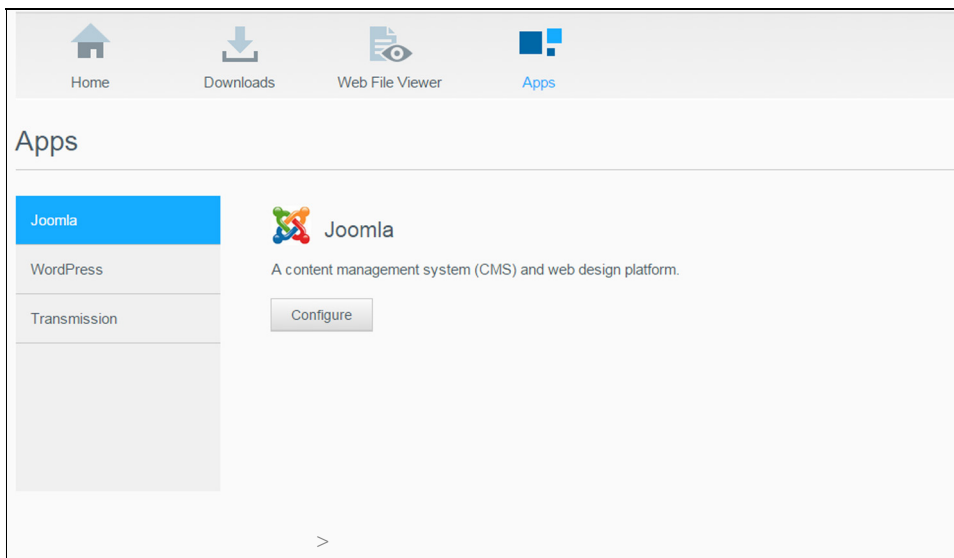 Home Downloads Web File Viewer Apps
Apps
Joomla
WordPress
Transmission
Joomla
A content management system (CMS) and web design platform.
Configure
>